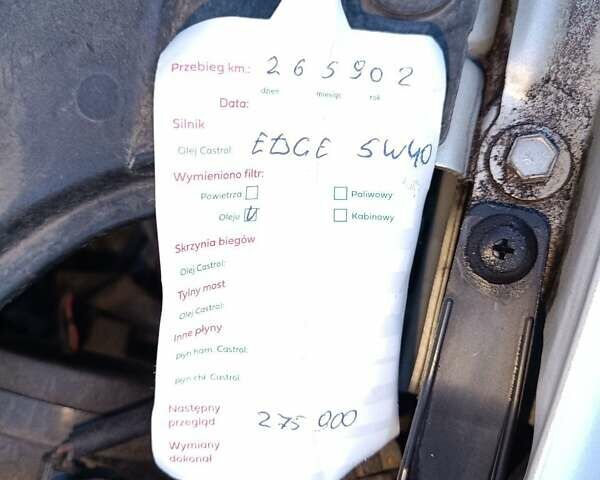 Przebieg km.: 265902
dzień miesiąc rok
Data:
Silnik
Olej Castrol: EDGE 5W40
Wymieniono filtr:
Powietrza Paliwowy
Oleju Kabinowy
Skrzynia biegów
Olej Castrol:
Tylny most
Olej Castrol:
Inne płyny
płyn ham. Castrol:
płyn chł. Castrol:
Następny
przegląd 275 000
Wymiany
dokonał